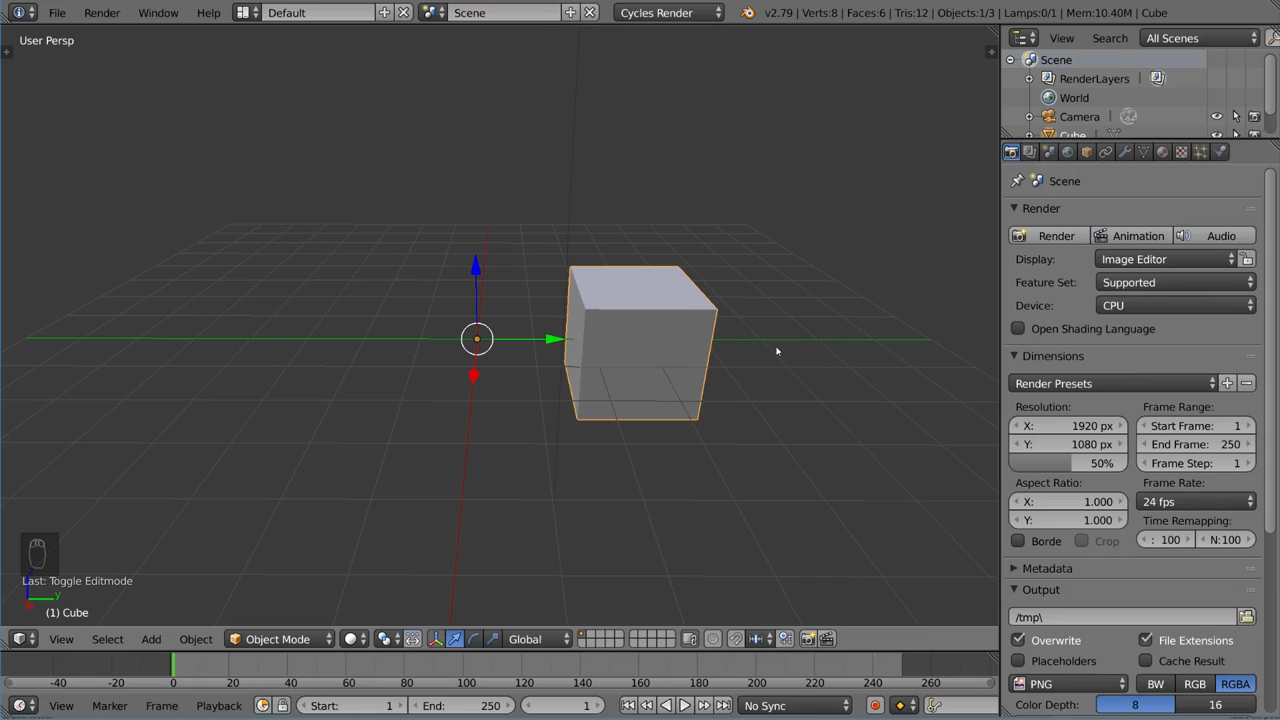 File Render Window Help Default Scene Cycles Render v2.79 | Verts:8 | Faces:6 | Tris:12 | Objects:1/3 | Lamps:0/1 | Mem:10.40M | Cube
User Persp
View Search All Scenes
Scene
RenderLayers
World
Camera
Cube
Scene
Render
Render Animation Audio
Display: Image Editor
Feature Set: Supported
Device: CPU
Open Shading Language
Dimensions
Render Presets
Resolution: Frame Range:
X: 1920 px Start Frame: 1
Y: 1080 px End Frame: 250
50% Frame Step: 1
Aspect Ratio: Frame Rate:
X: 1.000 24 fps
Y: 1.000 Time Remapping:
Borde Crop : 100 N:100
Metadata
Output
/tmp\
Overwrite File Extensions
Placeholders Cache Result
PNG BW RGB RGBA
Color Depth: 8 16
Last: Toggle Editmode
y
(1) Cube
View Select Add Object Object Mode Global
-40 -20 0 20 40 60 80 100 120 140 160 180 200 220 240 260
View Marker Frame Playback Start: 1 End: 250 1 No Sync